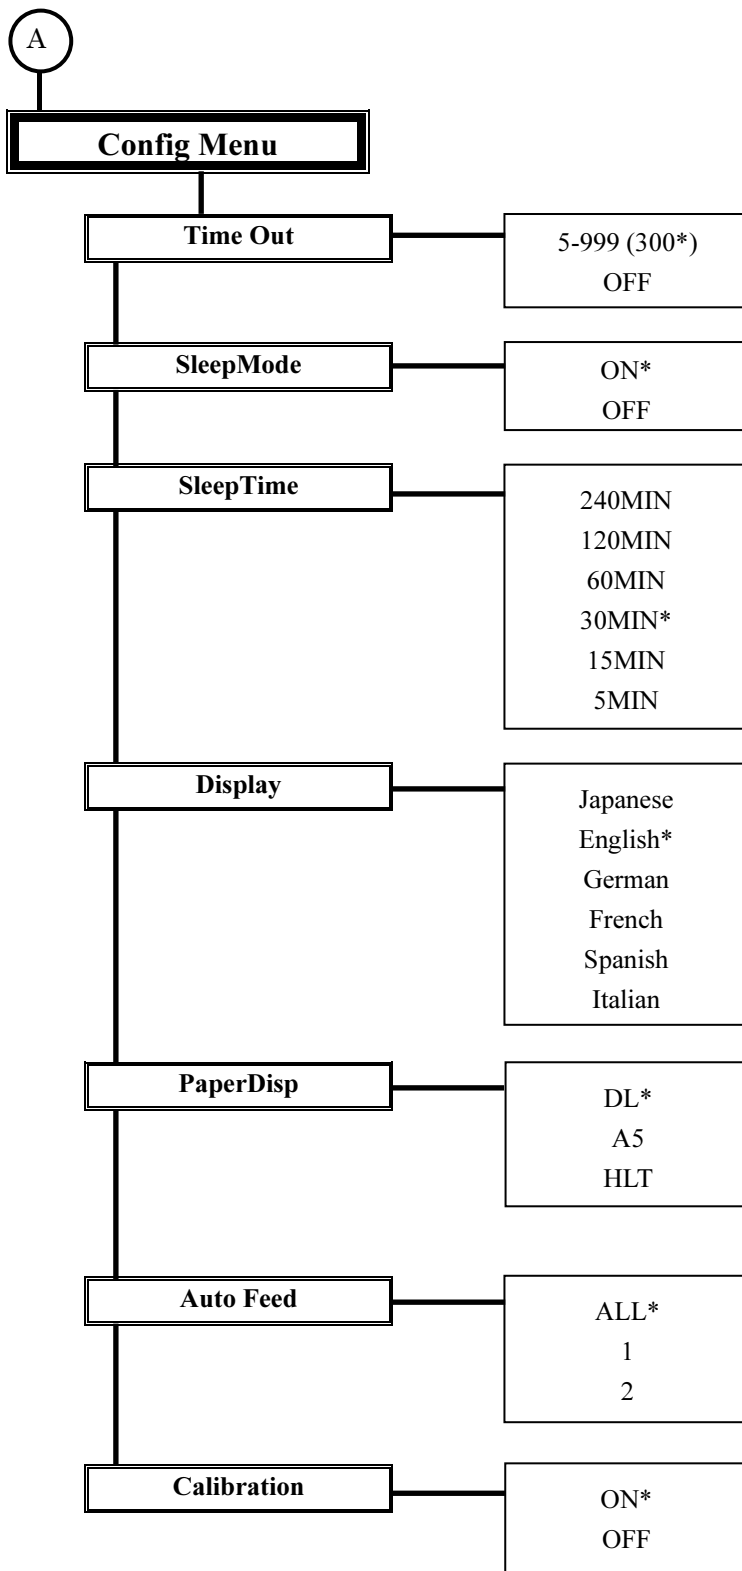 A
Config Menu
Time Out
5-999 (300*)
OFF
SleepMode
ON*
OFF
SleepTime
240MIN
120MIN
60MIN
30MIN*
15MIN
5MIN
Display
Japanese
English*
German
French
Spanish
Italian
PaperDisp
DL*
A5
HLT
Auto Feed
ALL*
1
2
Calibration
ON*
OFF